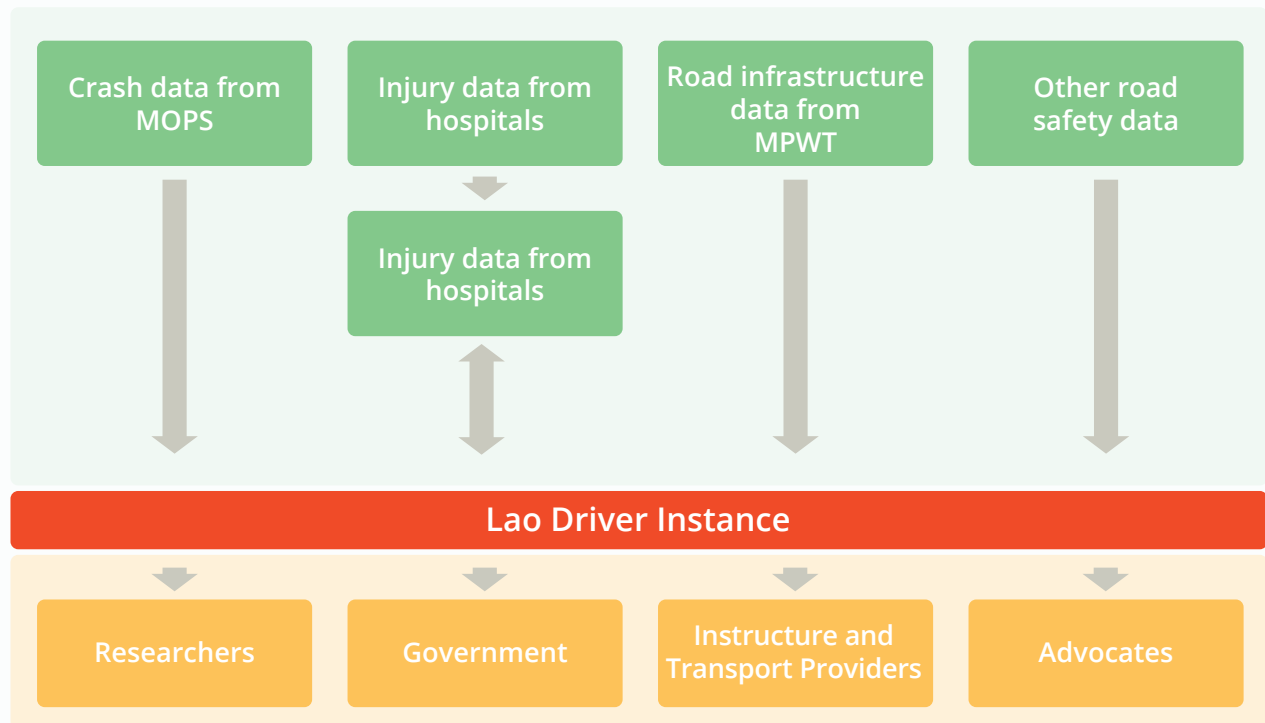 Crash data from
MOPS
Injury data from
hospitals
Road infrastructure
data from
MPWT
Other road
safety data
Injury data from
hospitals
Lao Driver Instance
Researchers
Government
Instructure and
Transport Providers
Advocates